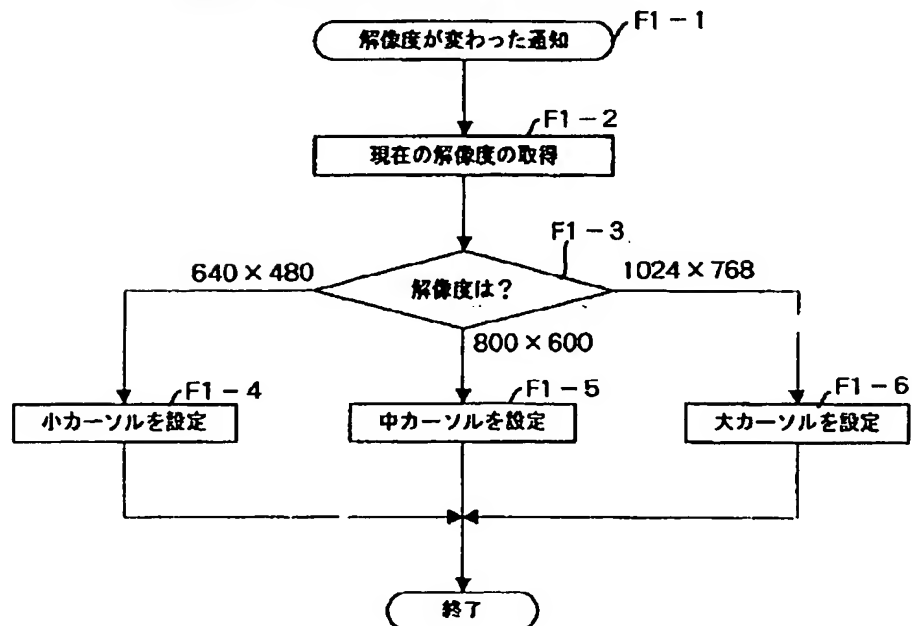 F1-1
解像度が変わった通知
F1-2
現在の解像度の取得
F1-3
640×480
1024×768
解像度は?
800×600
F1-4
F1-5
F1-6
小カーソルを設定
中カーソルを設定
大カーソルを設定
終了